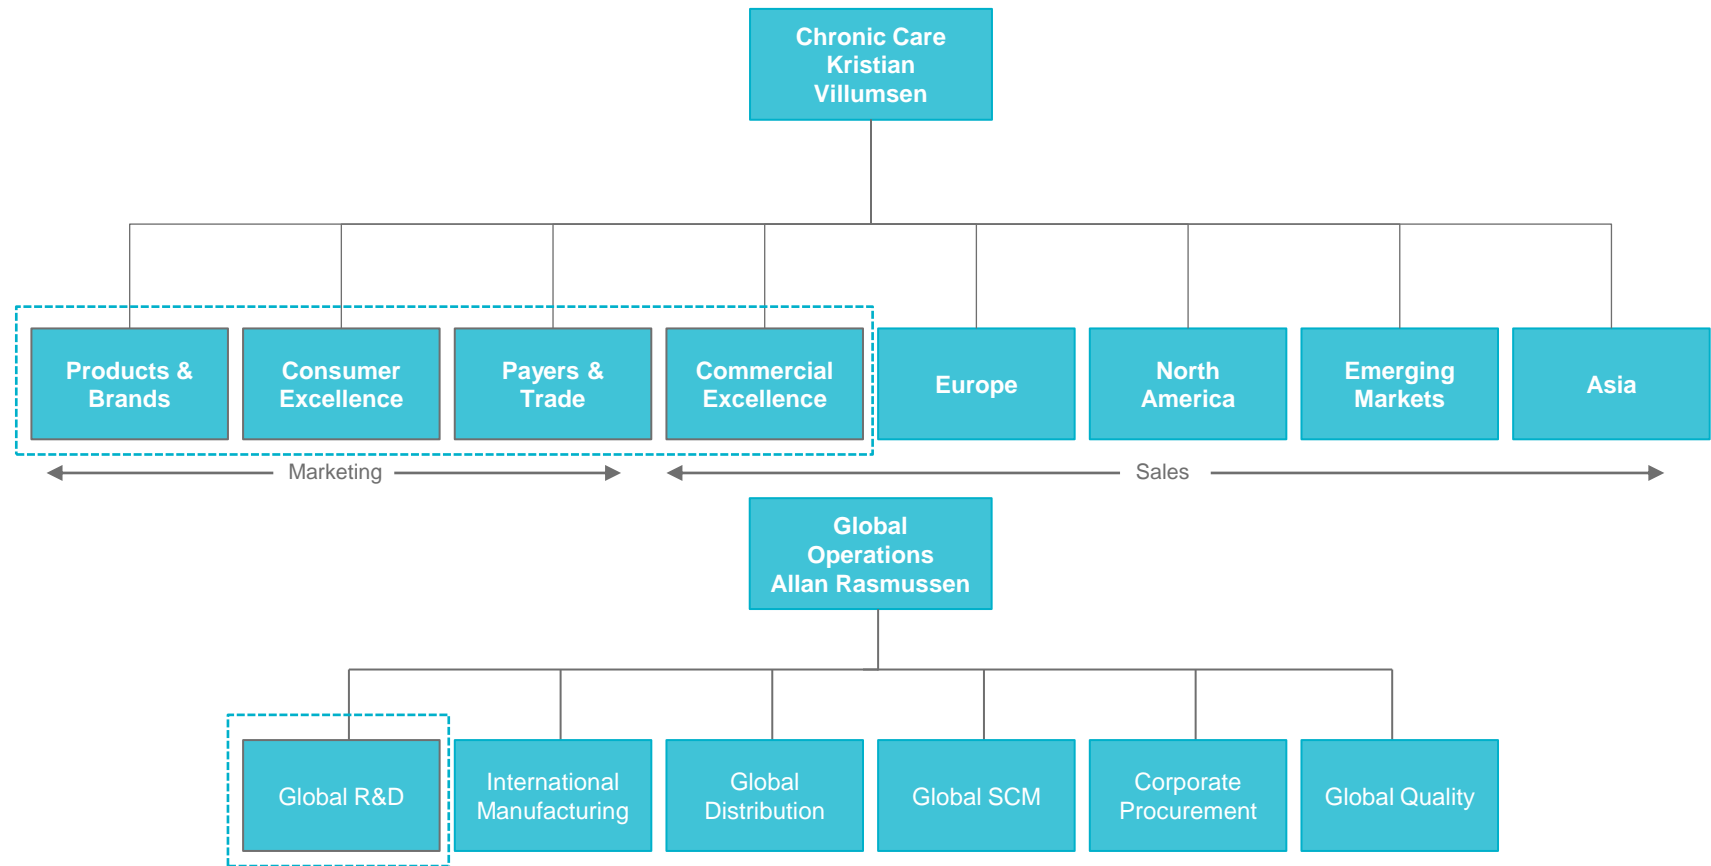 Chronic Care
Kristian
Villumsen
Products &
Brands
Consumer
Excellence
Payers &
Trade
Commercial
Excellence
Europe
North
America
Emerging
Markets
Asia
Marketing
Sales
Global
Operations
Allan Rasmussen
Global R&D
International
Manufacturing
Global
Distribution
Global SCM
Corporate
Procurement
Global Quality